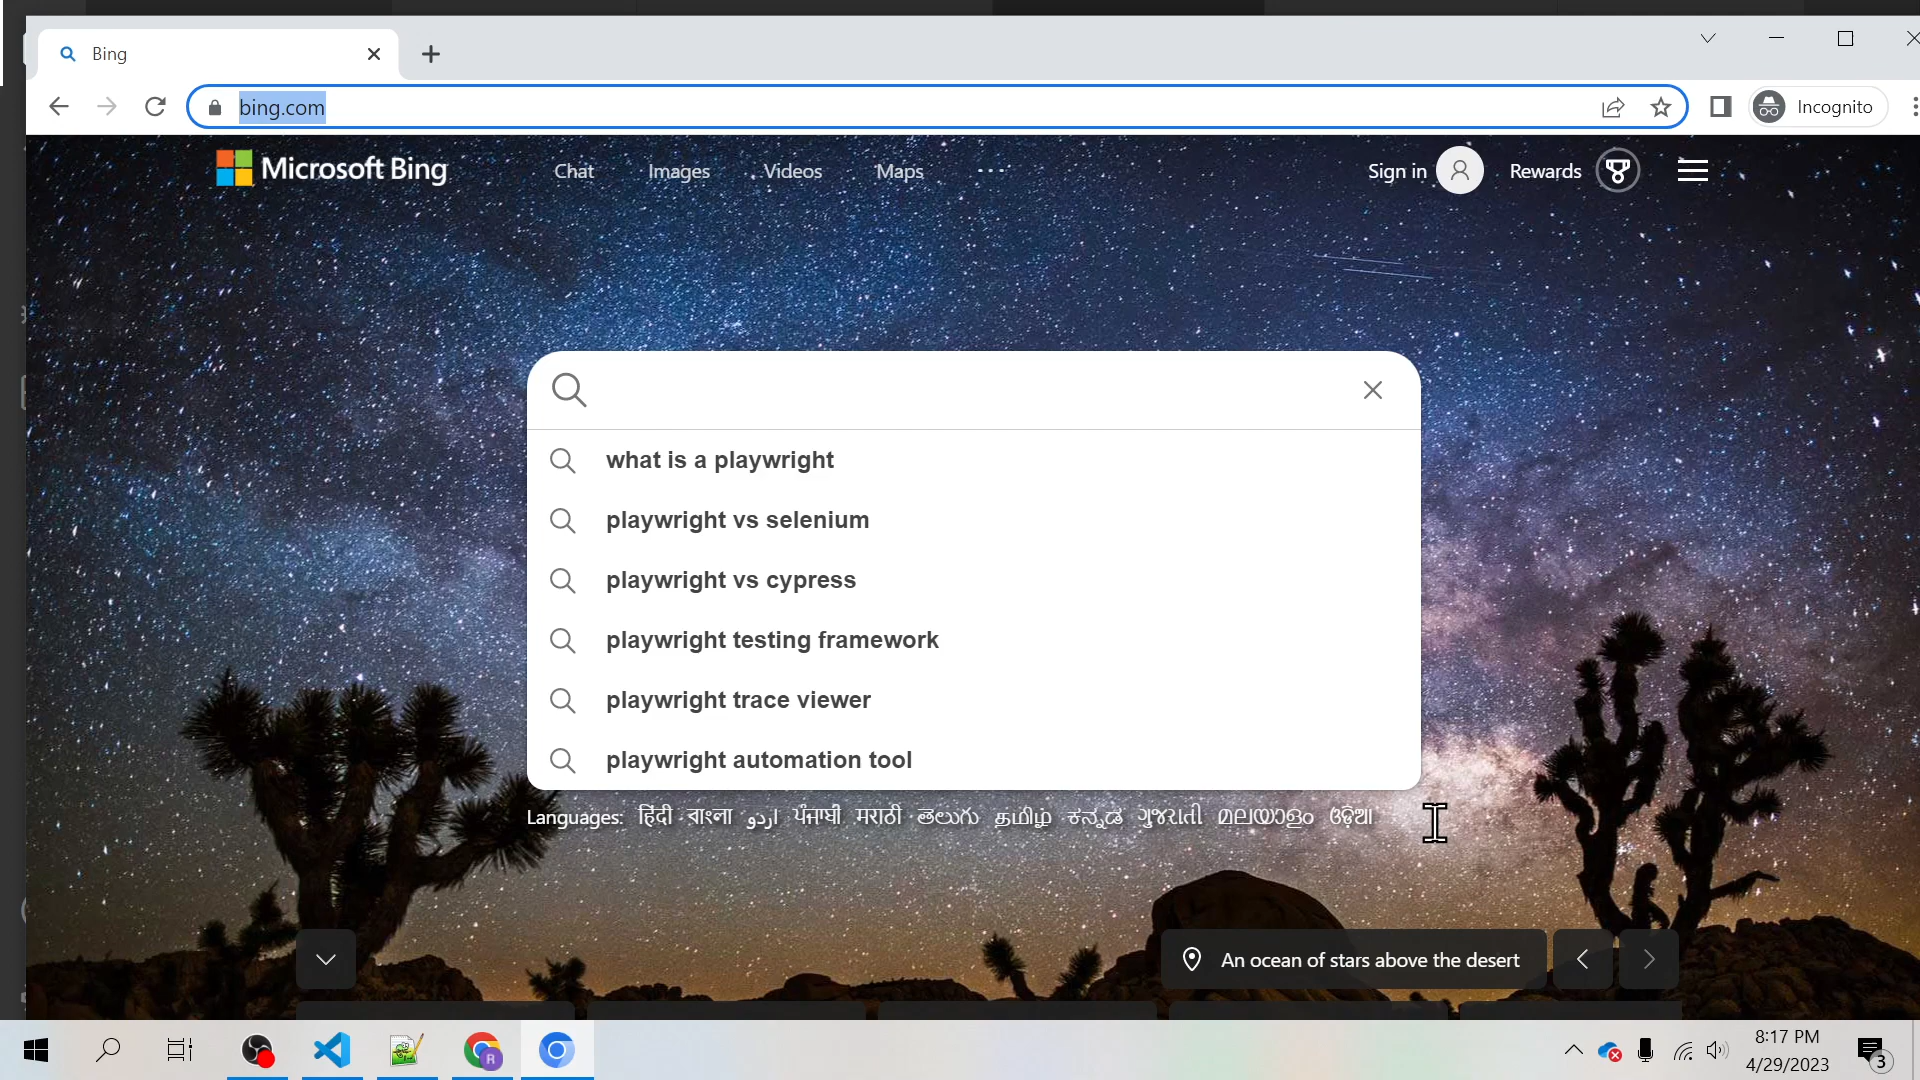 Bing
bing.com
Incognito
Microsoft Bing
Chat
Images
Videos
Maps
Sign in
Rewards
what is a playwright
playwright vs selenium
playwright vs cypress
playwright testing framework
playwright trace viewer
playwright automation tool
Languages: हिंदी বাংলা اردو ਪੰਜਾਬੀ मराठी తెలుగు தமிழ் ಕನ್ನಡ ગુજરાતી മലയാളം ଓଡ଼ିଆ
An ocean of stars above the desert
R
8:17 PM
4/29/2023
3